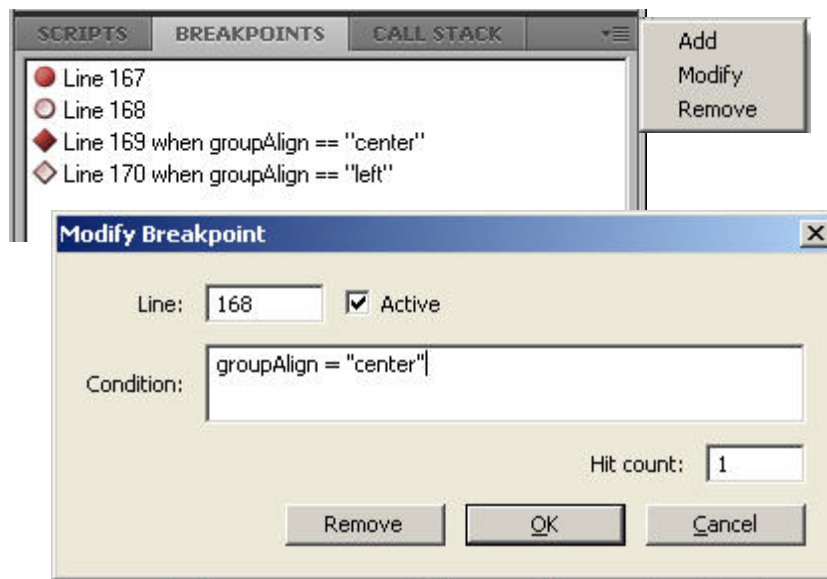 SCRIPTS BREAKPOINTS CALL STACK
Line 167
Line 168
Line 169 when groupAlign == "center"
Line 170 when groupAlign == "left"
Add
Modify
Remove
Modify Breakpoint
Line: 168 Active
Condition: groupAlign = "center"
Hit count: 1
Remove OK Cancel